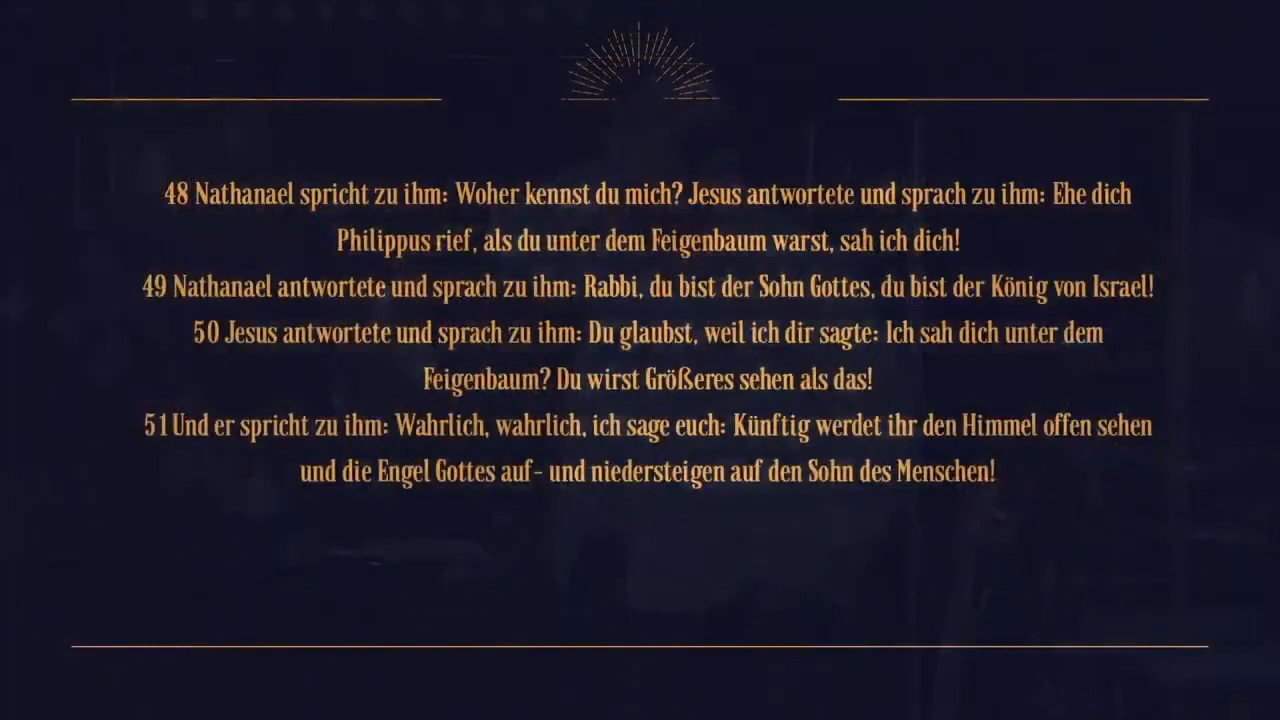 48 Nathanael spricht zu ihm: Woher kennst du mich? Jesus antwortete und sprach zu ihm: Ehe dich
Philippus rief, als du unter dem Feigenbaum warst, sah ich dich!
49 Nathanael antwortete und sprach zu ihm: Rabbi, du bist der Sohn Gottes, du bist der König von Israel!
50 Jesus antwortete und sprach zu ihm: Du glaubst, weil ich dir sagte: Ich sah dich unter dem
Feigenbaum? Du wirst Größeres sehen als das!
51 Und er spricht zu ihm: Wahrlich, wahrlich, ich sage euch: Künftig werdet ihr den Himmel offen sehen
und die Engel Gottes auf- und niedersteigen auf den Sohn des Menschen!